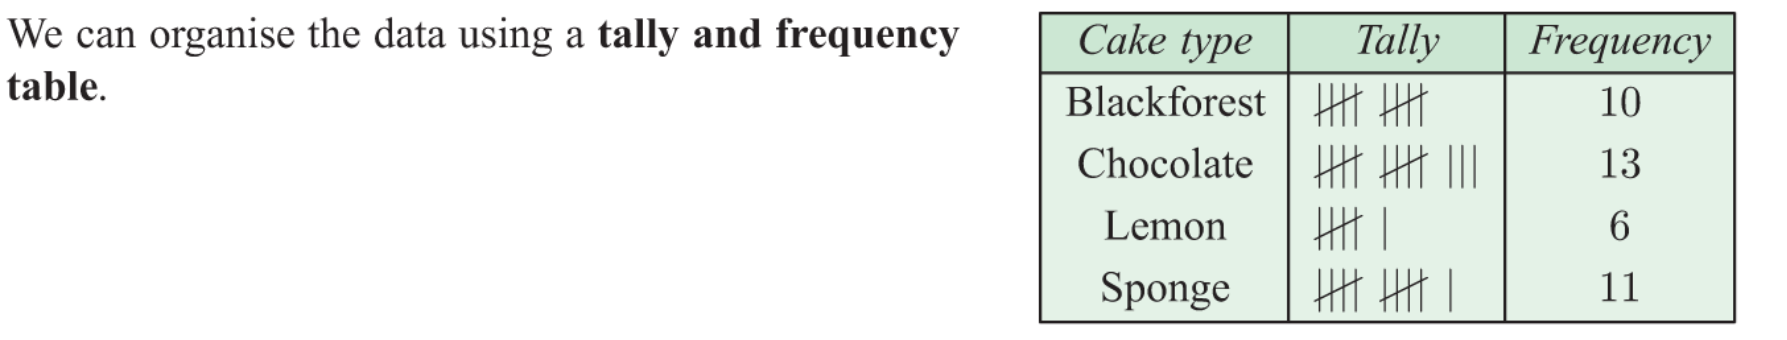 We can organise the data using a tally and frequency
table.
Cake type Tally Frequency
Blackforest 10
Chocolate 13
Lemon 6
Sponge 11